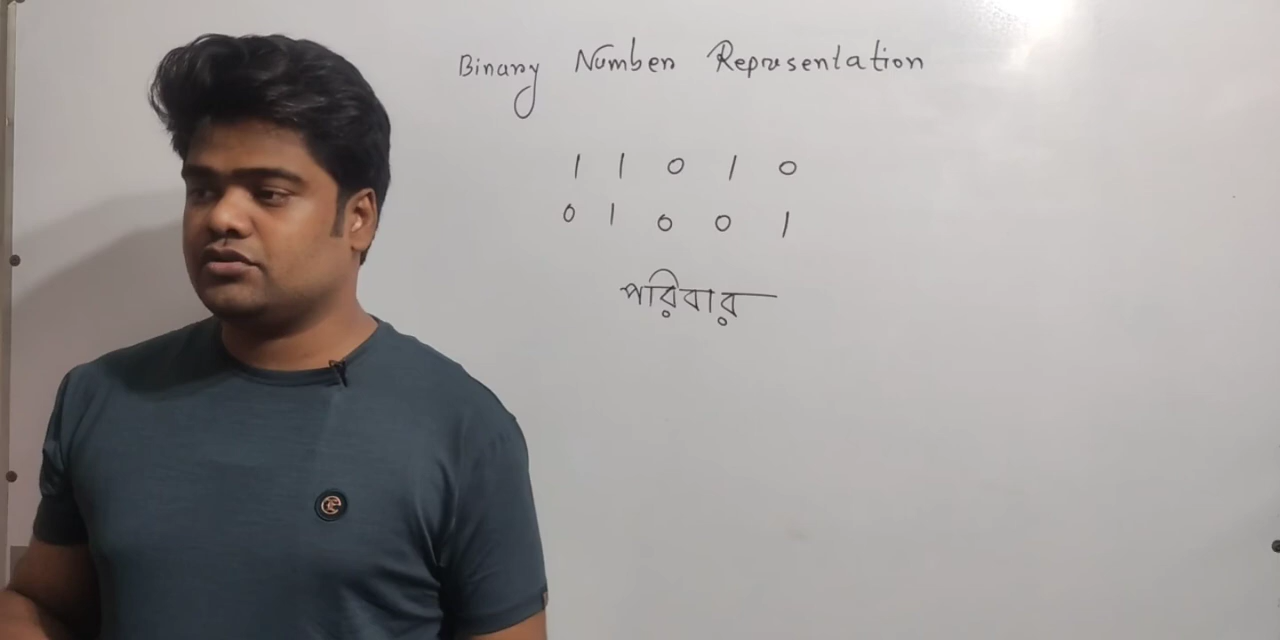 Binary Number Representation
1 1 0 1 0
0 1 0 0 1
পরিবার